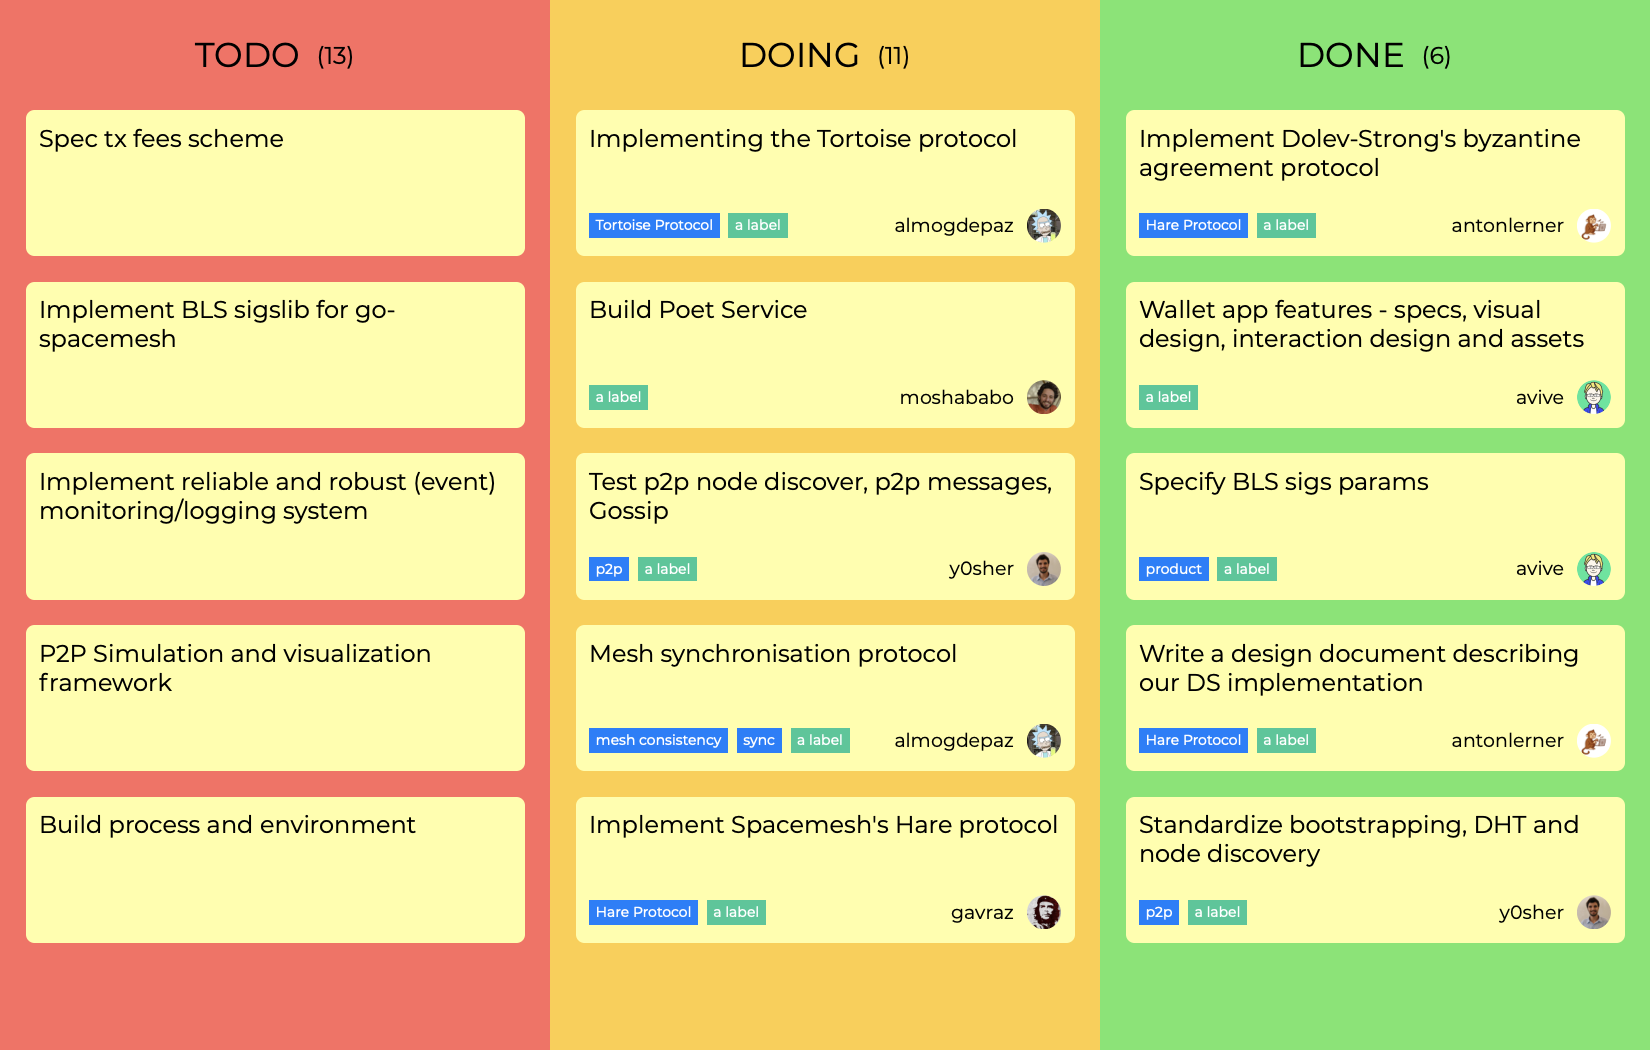 TODO (13)
Spec tx fees scheme
Implement BLS sigslib for go-
spacemesh
Implement reliable and robust (event)
monitoring/logging system
P2P Simulation and visualization
framework
Build process and environment
DOING (11)
Implementing the Tortoise protocol
Tortoise Protocol a label almogdepaz
Build Poet Service
a label moshababo
Test p2p node discover, p2p messages,
Gossip
p2p a label y0sher
Mesh synchronisation protocol
mesh consistency sync a label almogdepaz
Implement Spacemesh's Hare protocol
Hare Protocol a label gavraz
DONE (6)
Implement Dolev-Strong's byzantine
agreement protocol
Hare Protocol a label antonlerner
Wallet app features - specs, visual
design, interaction design and assets
a label avive
Specify BLS sigs params
product a label avive
Write a design document describing
our DS implementation
Hare Protocol a label antonlerner
Standardize bootstrapping, DHT and
node discovery
p2p a label y0sher